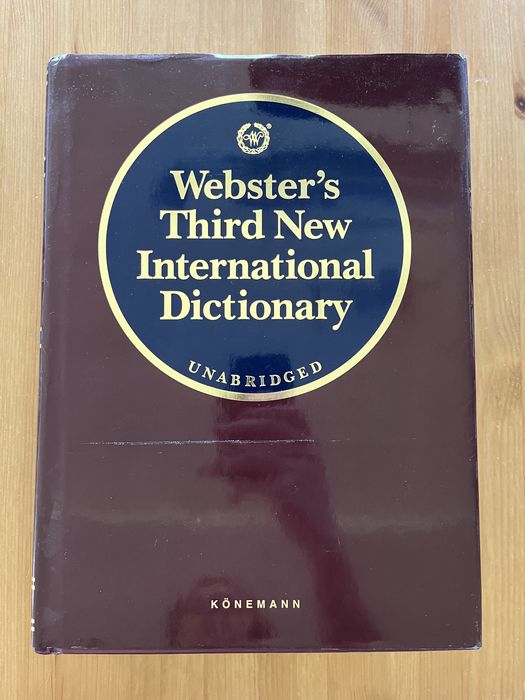 Webster's
Third New
International
Dictionary
UNABRIDGED
KÖNEMANN